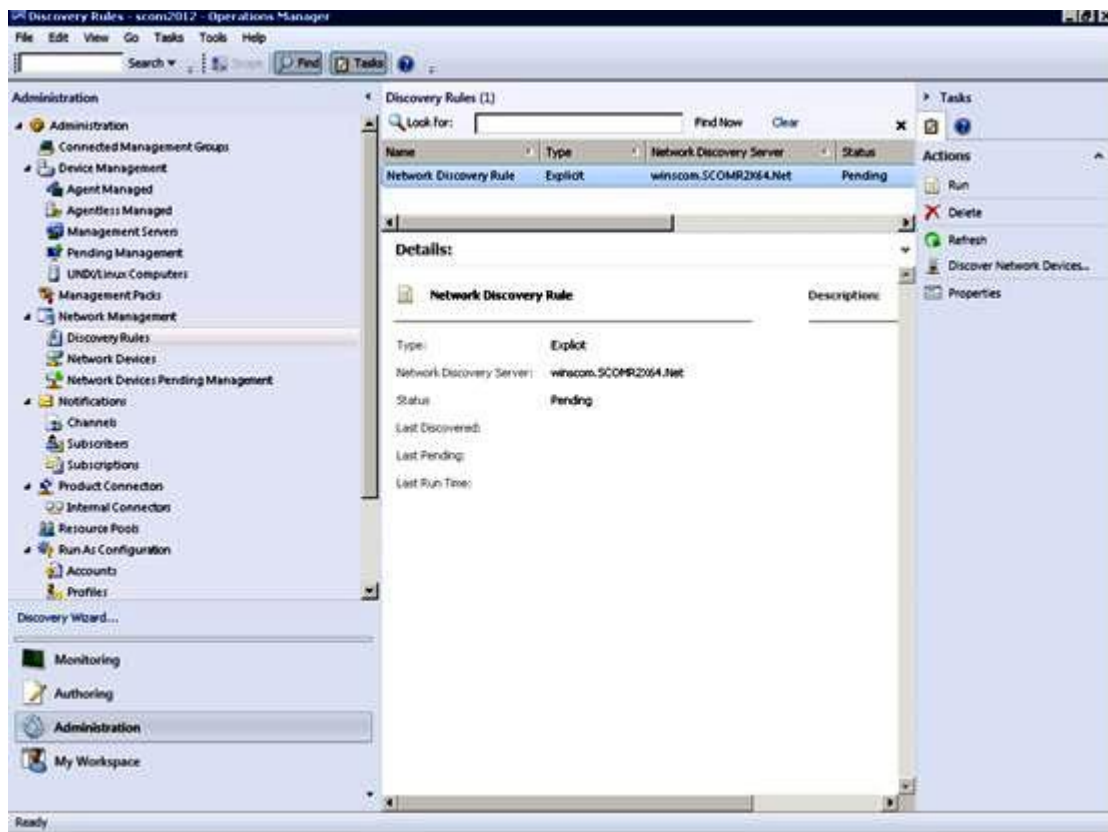 Discovery Rules - scom2012 - Operations Manager
File Edit View Go Tasks Tools Help
Search Scope Find Tasks
Administration
Administration
Connected Management Groups
Device Management
Agent Managed
Agentless Managed
Management Servers
Pending Management
UNIX/Linux Computers
Management Packs
Network Management
Discovery Rules
Network Devices
Network Devices Pending Management
Notifications
Channels
Subscribers
Subscriptions
Product Connectors
Internal Connectors
Resource Pools
Run As Configuration
Accounts
Profiles
Discovery Wizard...
Monitoring
Authoring
Administration
My Workspace
Discovery Rules (1)
Look for: Find Now Clear
Name Type Network Discovery Server Status
Network Discovery Rule Explicit winscom.SCOMR2X64.Net Pending
Details:
Network Discovery Rule Description:
Type: Explicit
Network Discovery Server: winscom.SCOMR2X64.Net
Status Pending
Last Discovered:
Last Pending:
Last Run Time:
Tasks
Actions
Run
Delete
Refresh
Discover Network Devices...
Properties
Ready